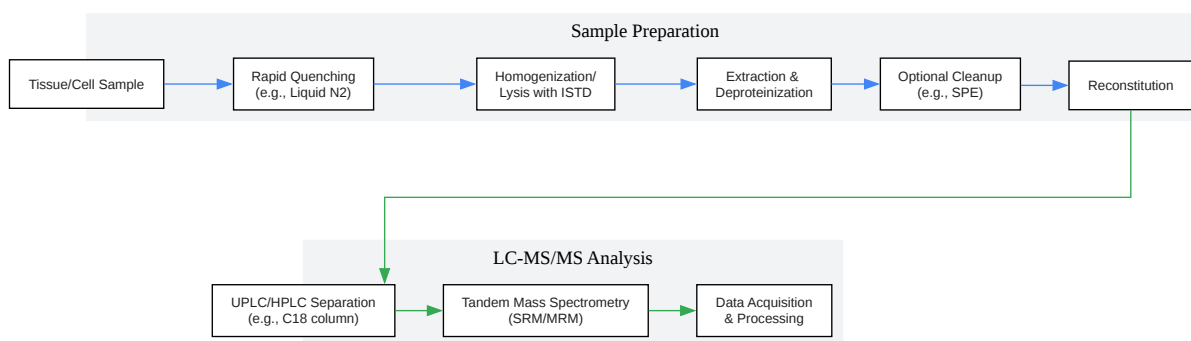 Sample Preparation
Tissue/Cell Sample
Rapid Quenching
(e.g., Liquid N2)
Homogenization/
Lysis with ISTD
Extraction &
Deproteinization
Optional Cleanup
(e.g., SPE)
Reconstitution
LC-MS/MS Analysis
UPLC/HPLC Separation
(e.g., C18 column)
Tandem Mass Spectrometry
(SRM/MRM)
Data Acquisition
& Processing